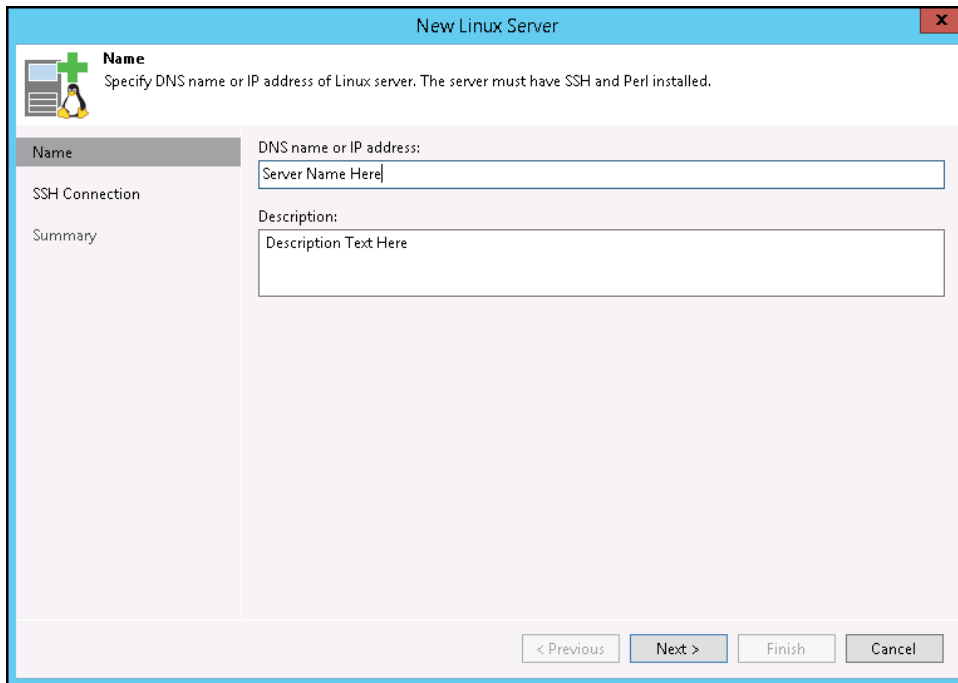 New Linux Server
x
Name
Specify DNS name or IP address of Linux server. The server must have SSH and Perl installed.
Name
SSH Connection
Summary
DNS name or IP address:
Server Name Here
Description:
Description Text Here
< Previous
Next >
Finish
Cancel